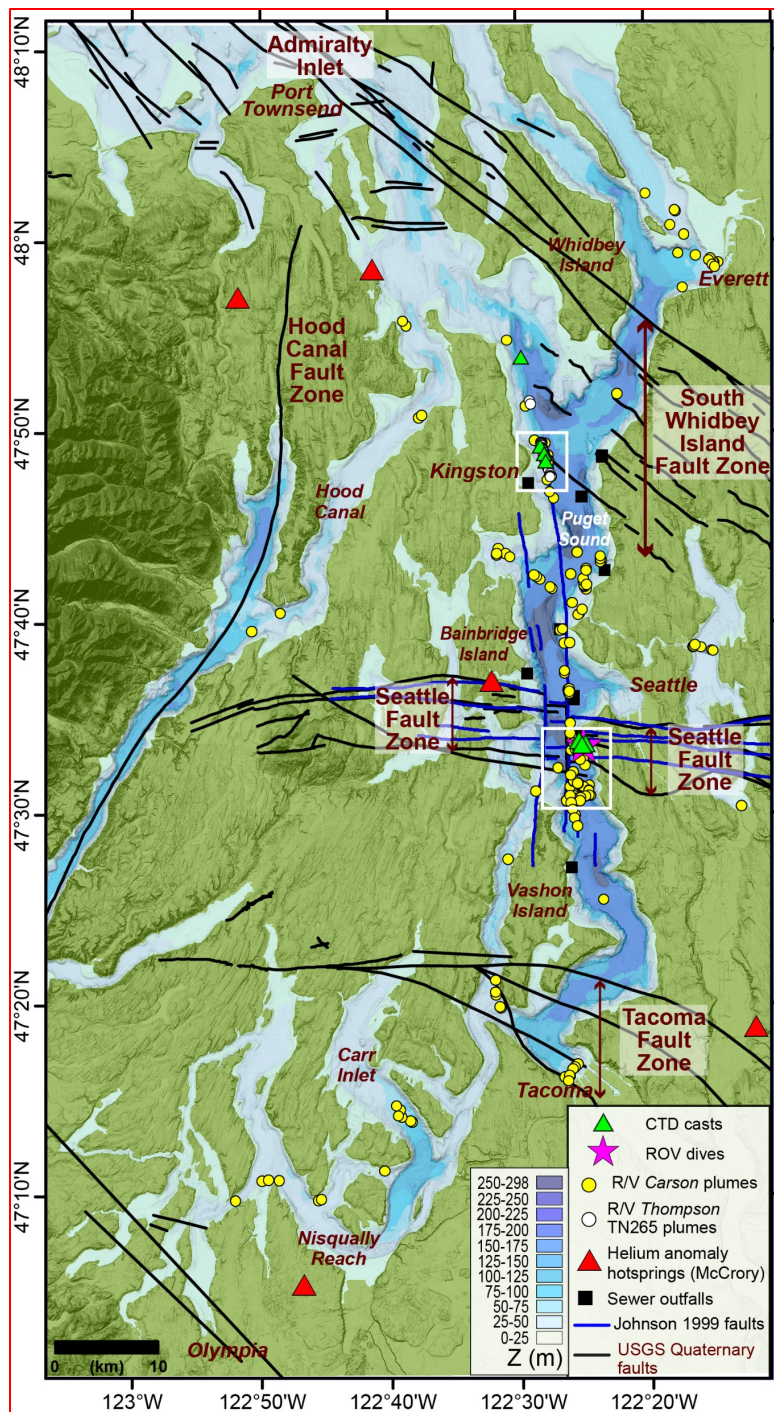 48°10'N
Admiralty
Inlet
Port
Townsend
48°N
Whidbey
Island
Everett
Hood
Canal
Fault
Zone
South
Whidbey
Island
Fault Zone
47°50'N
Kingston
Hood
Canal
Puget
Sound
47°40'N
Bainbridge
Island
Seattle
Seattle
Fault
Zone
Seattle
Fault
Zone
47°30'N
Vashon
Island
47°20'N
Tacoma
Fault
Zone
Carr
Inlet
Tacoma
47°10'N
Nisqually
Reach
Olympia
0 (km) 10
250-298
225-250
200-225
175-200
150-175
125-150
100-125
75-100
50-75
25-50
0-25
Z (m)
CTD casts
ROV dives
R/V Carson plumes
R/V Thompson
TN265 plumes
Helium anomaly
hotsprings (McCrory)
Sewer outfalls
Johnson 1999 faults
USGS Quaternary
faults
123°W 122°50'W 122°40'W 122°30'W 122°20'W